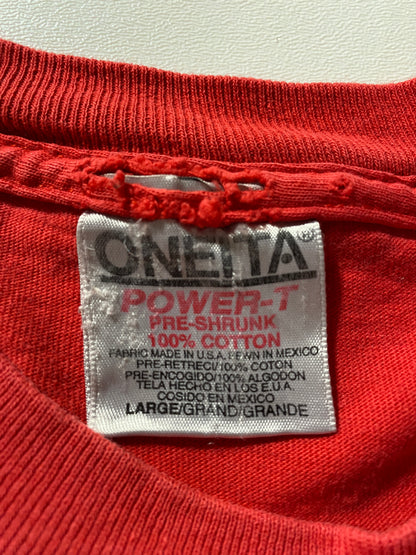 ONEITA®
POWER-T
PRE-SHRUNK
100% COTTON
FABRIC MADE IN U.S.A. SEWN IN MEXICO
PRE-RETRECI/100% COTON
PRE-ENCOGIDO/100% ALGODON
TELA HECHO EN LOS E.U.A.
COSIDO EN MEXICO
LARGE/GRAND/GRANDE